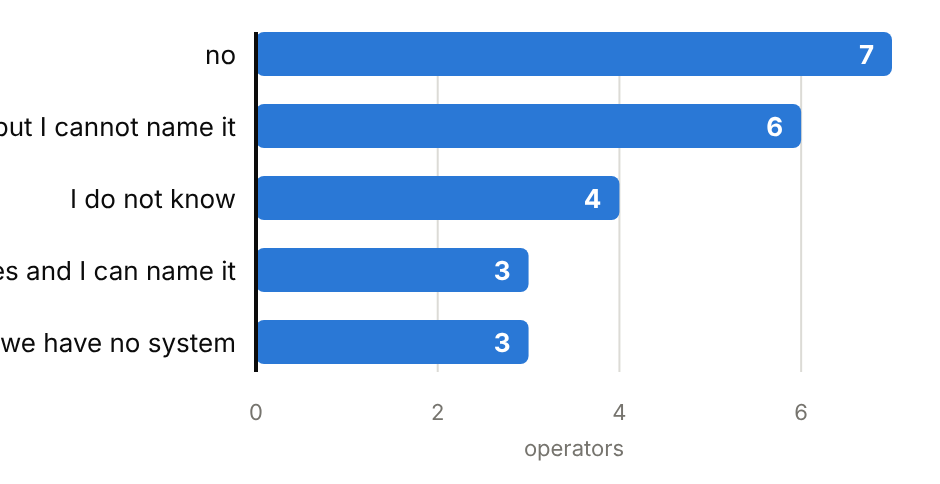 no 7
but I cannot name it 6
I do not know 4
and I can name it 3
we have no system 3
0 2 4 6
operators